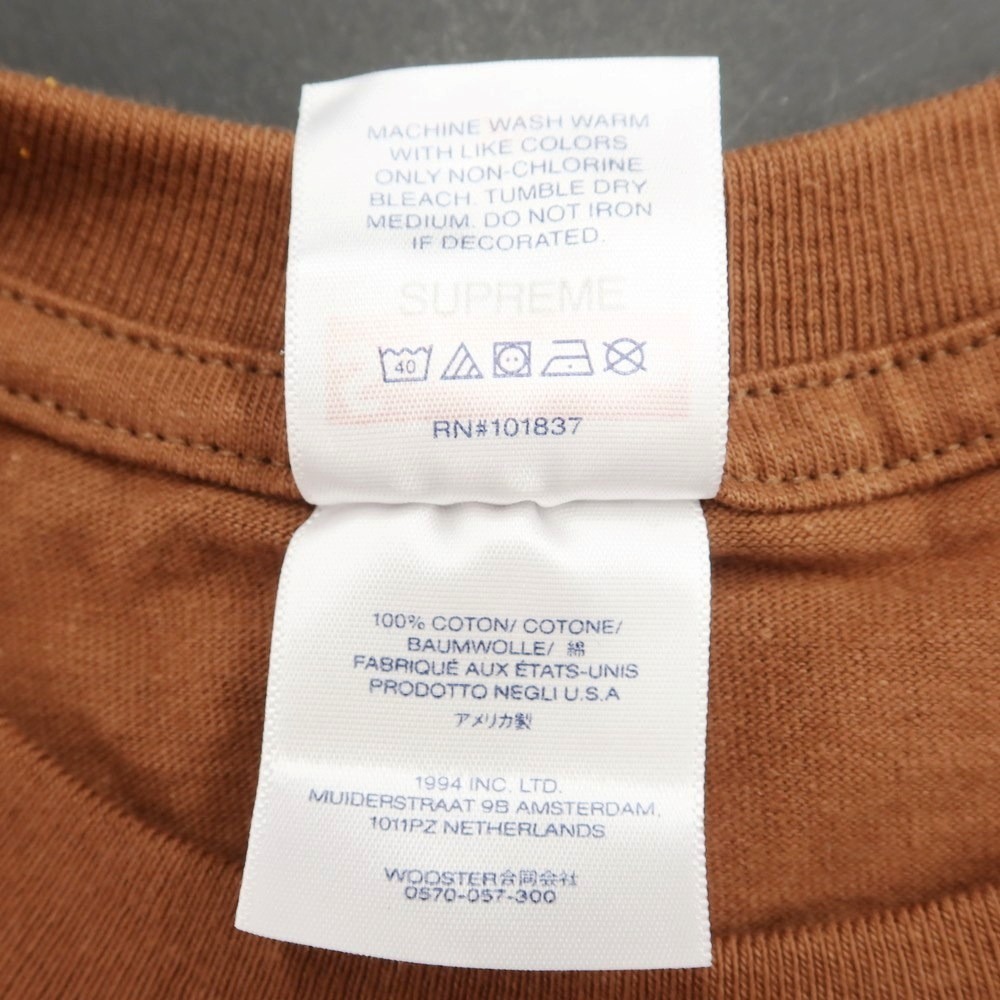 MACHINE WASH WARM
WITH LIKE COLORS
ONLY NON-CHLORINE
BLEACH. TUMBLE DRY
MEDIUM. DO NOT IRON
IF DECORATED.
SUPREME
40
RN#101837
100% COTON/ COTONE/
BAUMWOLLE/ 綿
FABRIQUÉ AUX ÉTATS-UNIS
PRODOTTO NEGLI U.S.A
アメリカ製
1994 INC. LTD.
MUIDERSTRAAT 9B AMSTERDAM,
1011PZ NETHERLANDS
WOOSTER合同会社
0570-057-300